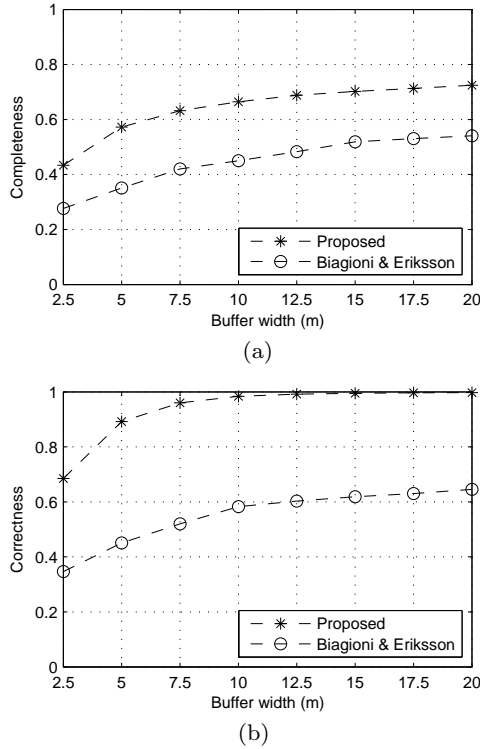 1
0.8
0.6
0.4
0.2
0
Completeness
2.5 5 7.5 10 12.5 15 17.5 20
Buffer width (m)
Proposed
Biagioni & Eriksson
(a)
1
0.8
0.6
0.4
0.2
0
Correctness
2.5 5 7.5 10 12.5 15 17.5 20
Buffer width (m)
Proposed
Biagioni & Eriksson
(b)